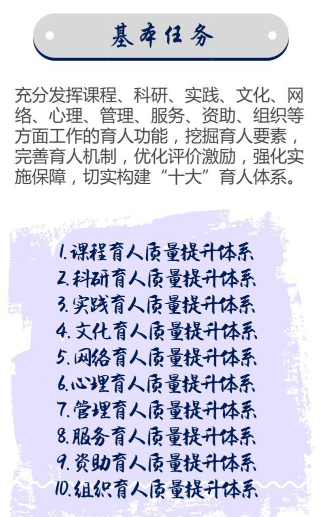 基本任务
充分发挥课程、科研、实践、文化、网
络、心理、管理、服务、资助、组织等
方面工作的育人功能，挖掘育人要素，
完善育人机制，优化评价激励，强化实
施保障，切实构建“十大”育人体系。
1.课程育人质量提升体系
2.科研育人质量提升体系
3.实践育人质量提升体系
4.文化育人质量提升体系
5.网络育人质量提升体系
6.心理育人质量提升体系
7.管理育人质量提升体系
8.服务育人质量提升体系
9.资助育人质量提升体系
10.组织育人质量提升体系